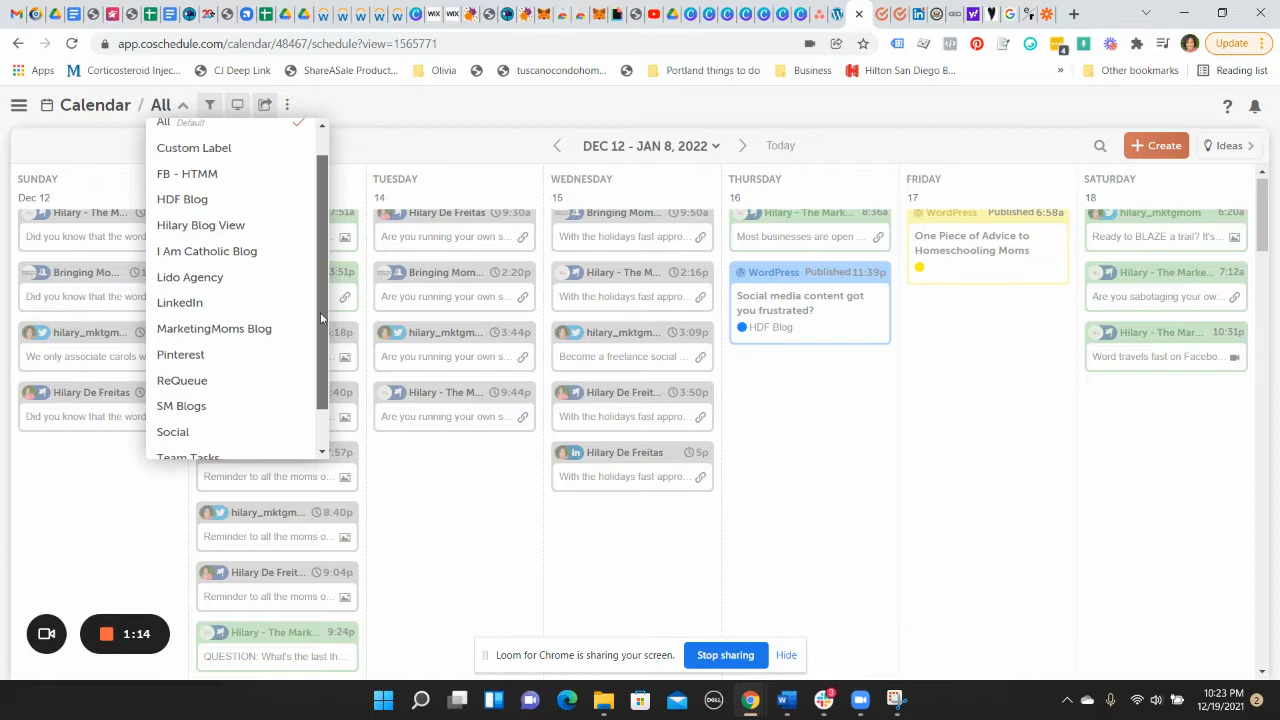 app.coschedule.com/calendar/48467/schedule?view=1565771
Update
4
Apps
Corticosteroid Injec...
CJ Deep Link
ShareASale Product...
Olivia
tuscanocondohom...
Portland things to do
Business
Hilton San Diego B...
»
Other bookmarks
Reading list
Calendar / All
All Default
Custom Label
FB - HTMM
HDF Blog
Hilary Blog View
I Am Catholic Blog
Lido Agency
LinkedIn
MarketingMoms Blog
Pinterest
ReQueue
SM Blogs
Social
Team Tasks
DEC 12 - JAN 8, 2022
Today
+ Create
Ideas
SUNDAY
Dec 12
Hilary - The M...
Did you know that the word
Bringing Mom...
Did you know that the word
hilary_mktgm...
We only associate carols w
Hilary De Freitas
Did you know that the word
7:51a
3:51p
:18p
:40p
7:57p
Reminder to all the moms o...
hilary_mktgm... 8:40p
Reminder to all the moms o...
Hilary De Freit... 9:04p
Reminder to all the moms o...
Hilary - The Mark... 9:24p
QUESTION: What's the last th...
TUESDAY
14
Hilary De Freitas 9:30a
Are you running your own s...
Bringing Mom... 2:20p
Are you running your own s...
hilary_mktgm... 3:44p
Are you running your own s...
Hilary - The M... 9:44p
Are you running your own s...
WEDNESDAY
15
Bringing Mom... 9:50a
With the holidays fast appro...
Hilary - The M... 2:16p
With the holidays fast appro...
hilary_mktgm... 3:09p
Become a freelance social ...
Hilary De Freitas 3:50p
With the holidays fast appro...
Hilary De Freitas 5p
With the holidays fast appro...
THURSDAY
16
Hilary - The Mark... 8:36a
Most businesses are open ...
WordPress Published 11:39p
Social media content got
you frustrated?
HDF Blog
FRIDAY
17
WordPress Published 6:58a
One Piece of Advice to
Homeschooling Moms
SATURDAY
18
hilary_mktgmom 6:20a
Ready to BLAZE a trail? It's...
Hilary - The Marke... 7:12a
Are you sabotaging your ow...
Hilary - The Mar... 10:31p
Word travels fast on Facebo...
1:14
Loom for Chrome is sharing your screen.
Stop sharing
Hide
DELL
3
10:23 PM
12/19/2021
2